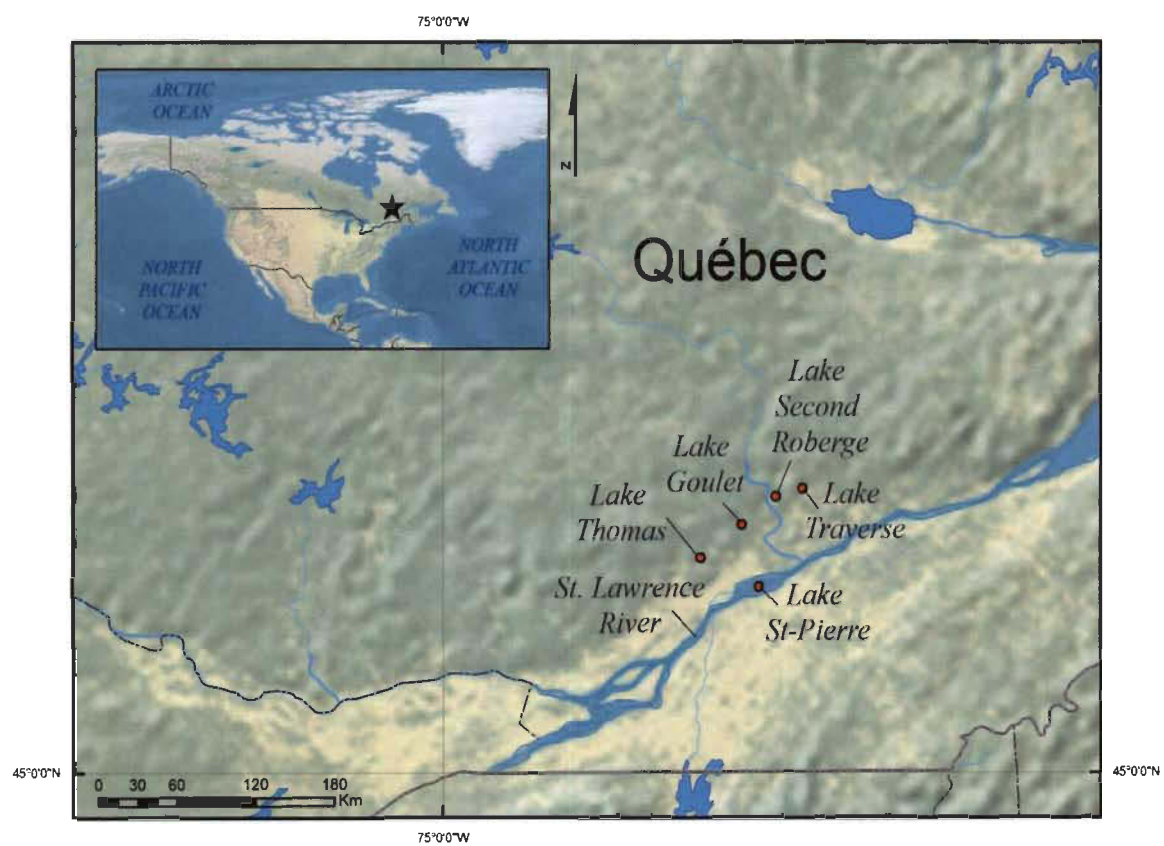 75°0'0"W
ARCTIC
OCEAN
NORTH
PACIFIC
OCEAN
NORTH
ATLANTIC
OCEAN
N
Québec
Lake
Second
Roberge
Lake
Goulet
Lake
Traverse
Lake
Thomas
St. Lawrence
River
Lake
St-Pierre
45°0'0"N
45°0'0"N
0 30 60 120 180
Km
75°0'0"W